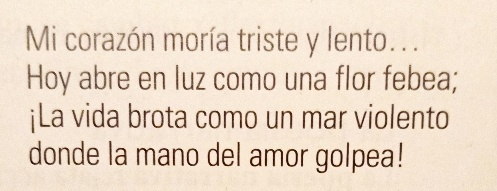 Mi corazón moría triste y lento…
Hoy abre en luz como una flor febea;
¡La vida brota como un mar violento
donde la mano del amor golpea!